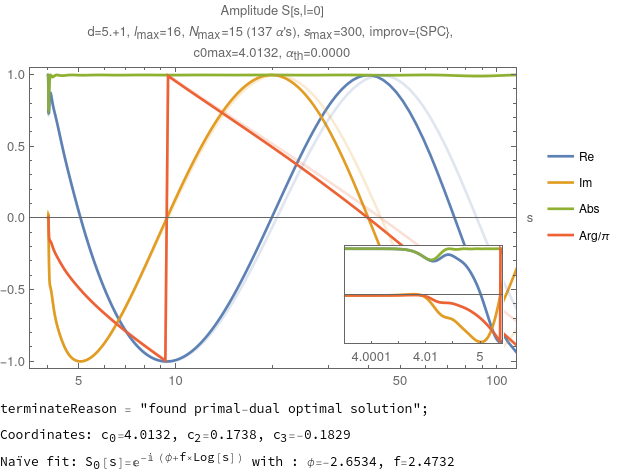 Amplitude S[s,l=0]
d=5.+1, lmax=16, Nmax=15 (137 α's), smax=300, improv={SPC},
c0max=4.0132, αth=0.0000
1.0
0.5
0.0
−0.5
−1.0
5
10
50
100
s
4.0001
4.01
5
Re
Im
Abs
Arg/π
terminateReason = "found primal-dual optimal solution";
Coordinates: c0=4.0132, c2=0.1738, c3=-0.1829
Naïve fit: S0[s]=e^-i (ϕ+f×Log[s]) with : ϕ=-2.6534, f=2.4732